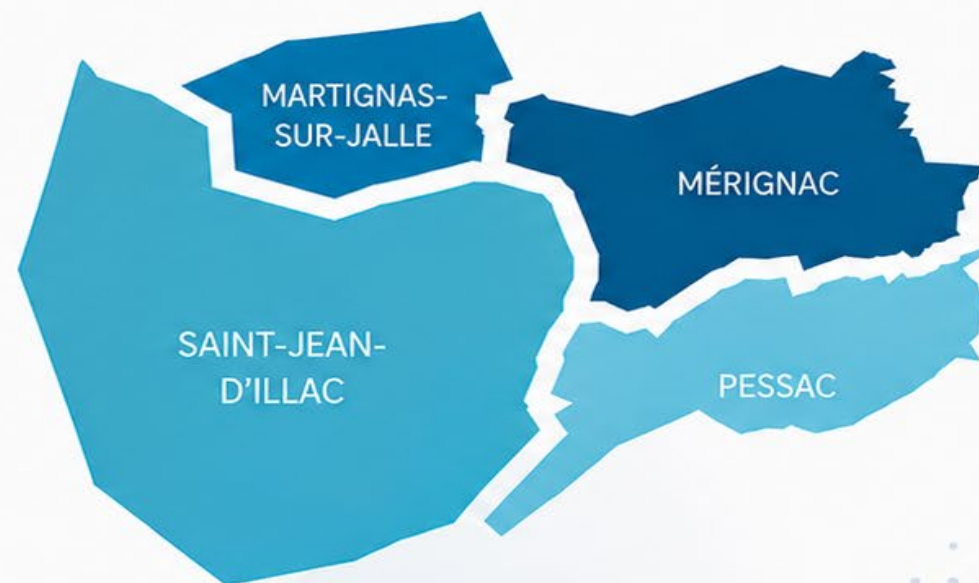 MARTIGNAS-
SUR-JALLE
MÉRIGNAC
SAINT-JEAN-
D'ILLAC
PESSAC